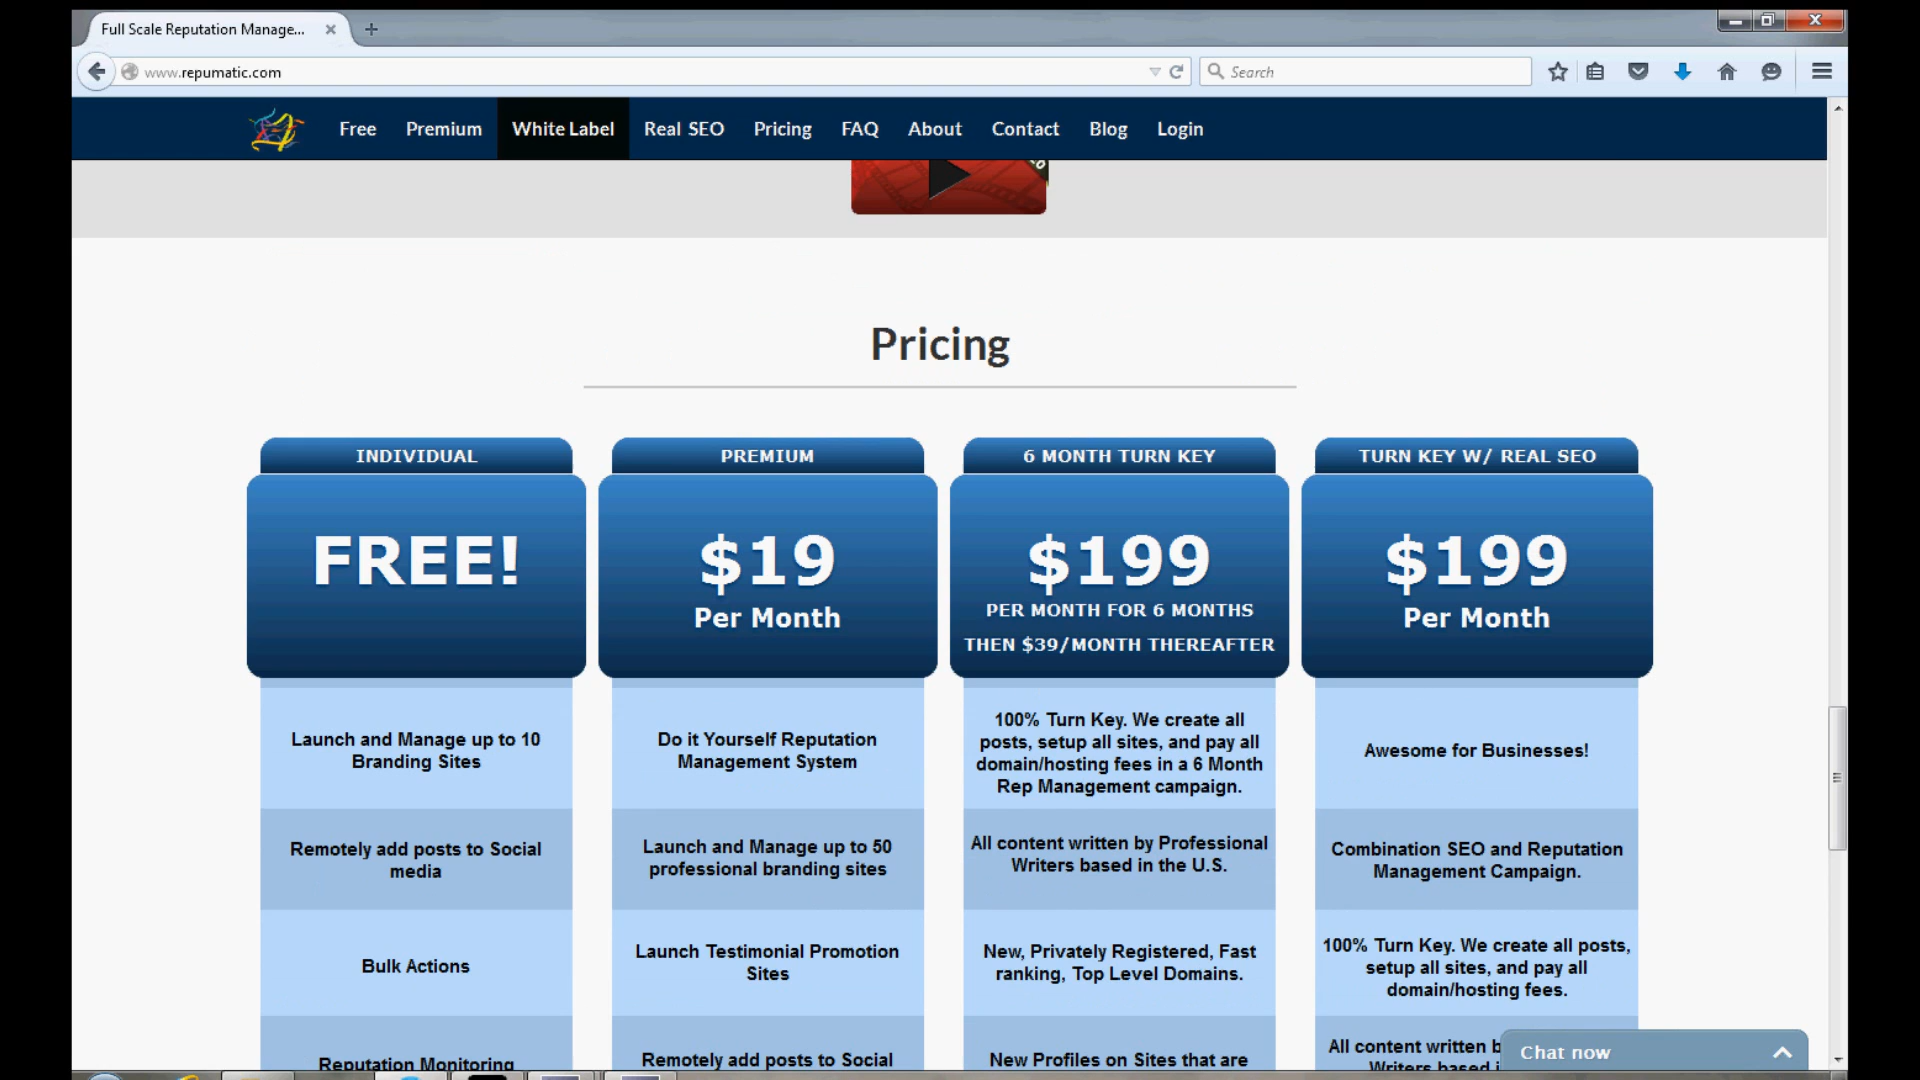 Full Scale Reputation Manage...
www.repumatic.com
Search
Free Premium White Label Real SEO Pricing FAQ About Contact Blog Login
Pricing
INDIVIDUAL
FREE!
Launch and Manage up to 10
Branding Sites
Remotely add posts to Social
media
Bulk Actions
Reputation Monitoring
PREMIUM
$19
Per Month
Do it Yourself Reputation
Management System
Launch and Manage up to 50
professional branding sites
Launch Testimonial Promotion
Sites
Remotely add posts to Social
6 MONTH TURN KEY
$199
PER MONTH FOR 6 MONTHS
THEN $39/MONTH THEREAFTER
100% Turn Key. We create all
posts, setup all sites, and pay all
domain/hosting fees in a 6 Month
Rep Management campaign.
All content written by Professional
Writers based in the U.S.
New, Privately Registered, Fast
ranking, Top Level Domains.
New Profiles on Sites that are
TURN KEY W/ REAL SEO
$199
Per Month
Awesome for Businesses!
Combination SEO and Reputation
Management Campaign.
100% Turn Key. We create all posts,
setup all sites, and pay all
domain/hosting fees.
All content written
Writers based
Chat now